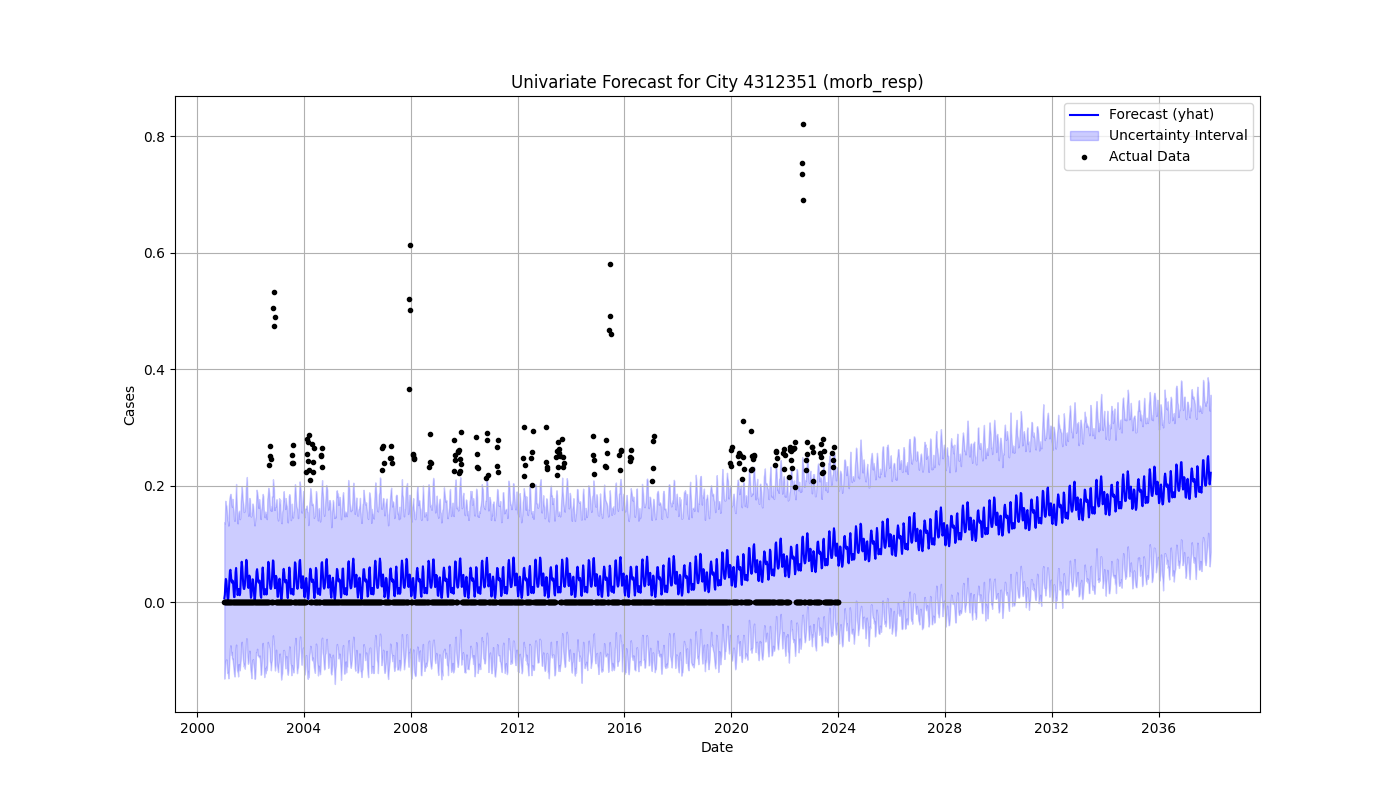 Univariate Forecast for City 4312351 (morb_resp)
Forecast (yhat)
Uncertainty Interval
Actual Data
Cases
0.8
0.6
0.4
0.2
0.0
2000 2004 2008 2012 2016 2020 2024 2028 2032 2036
Date